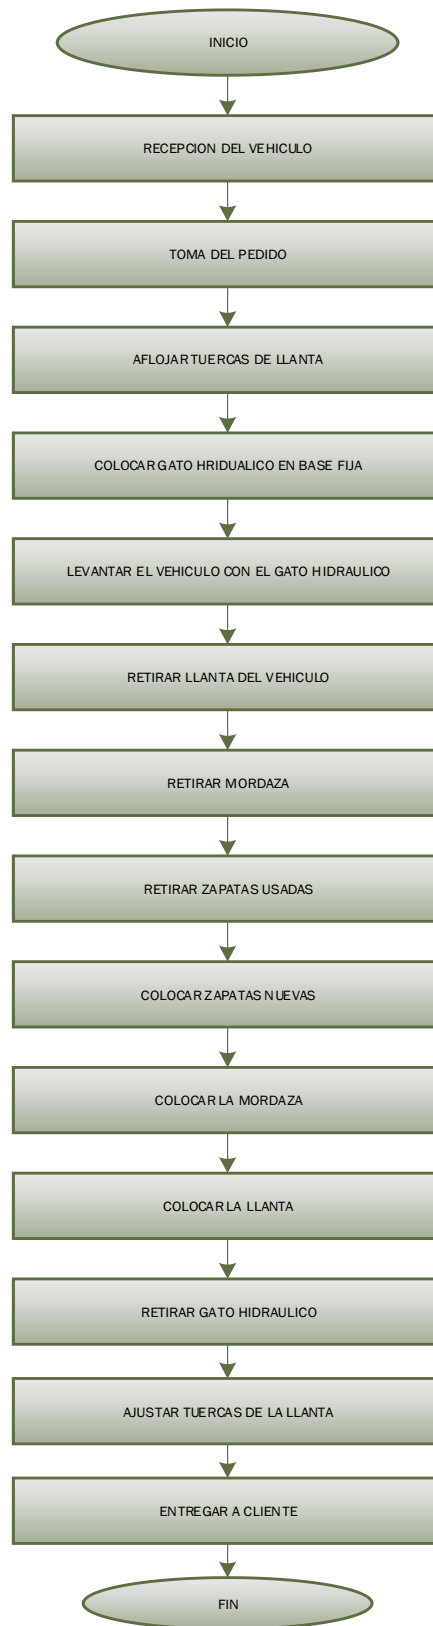 INICIO
RECEPCION DEL VEHICULO
TOMA DEL PEDIDO
AFLOJAR TUERCAS DE LLANTA
COLOCAR GATO HRIDUALICO EN BASE FIJA
LEVANTAR EL VEHICULO CON EL GATO HIDRAULICO
RETIRAR LLANTA DEL VEHICULO
RETIRAR MORDAZA
RETIRAR ZAPATAS USADAS
COLOCAR ZAPATAS NUEVAS
COLOCAR LA MORDAZA
COLOCAR LA LLANTA
RETIRAR GATO HIDRAULICO
AJUSTAR TUERCAS DE LA LLANTA
ENTREGAR A CLIENTE
FIN